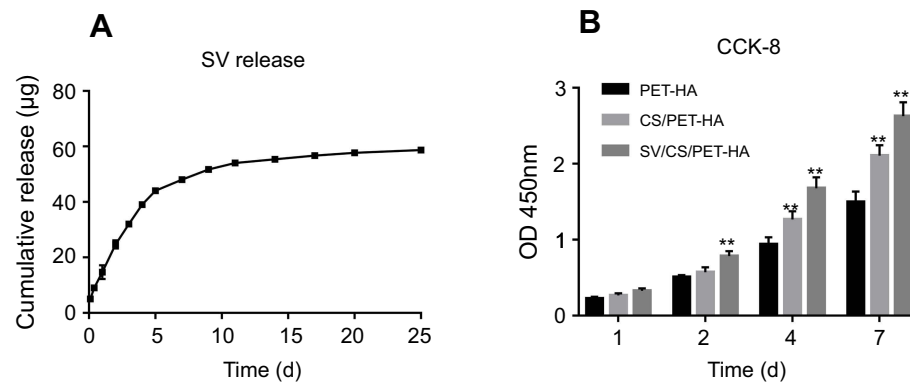 A
SV release
Cumulative release (µg)
80
60
40
20
0
0 5 10 15 20 25
Time (d)
B
CCK-8
OD 450nm
3
2
1
0
PET-HA
CS/PET-HA
SV/CS/PET-HA
**
**
**
**
**
1 2 4 7
Time (d)